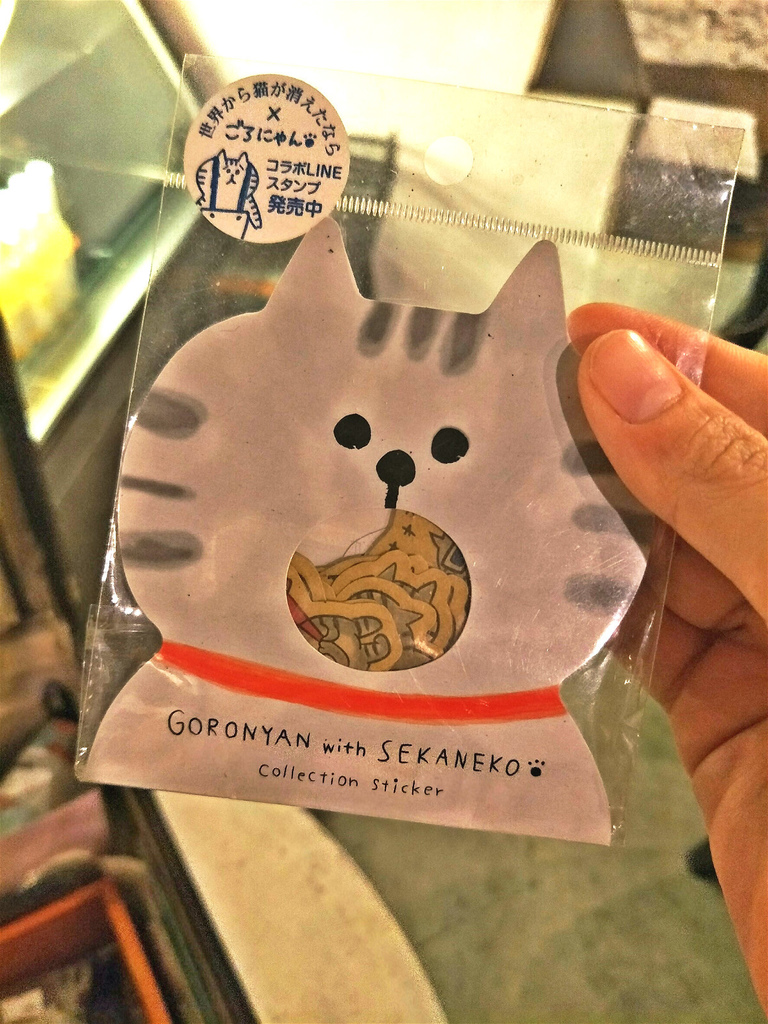 世界から猫が消えたなら
×
ごろにゃん
コラボLINE
スタンプ
発売中
GORONYAN with SEKANEKO
Collection Sticker